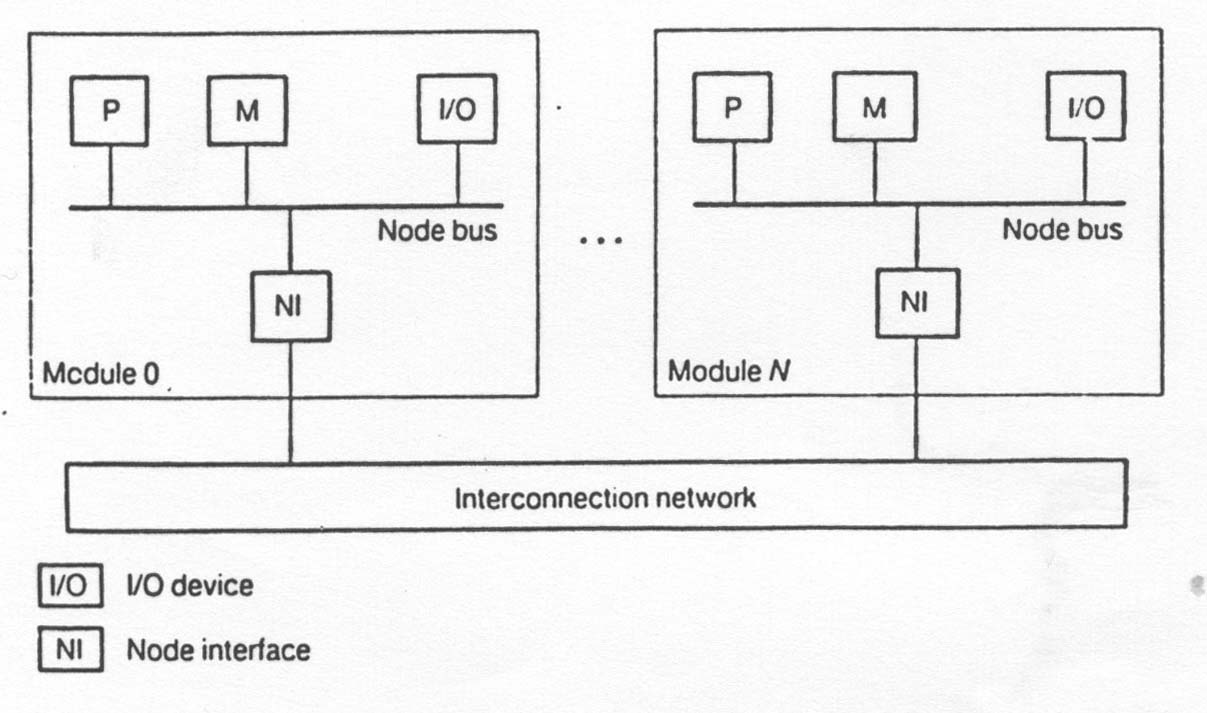 P M I/O
Node bus
NI
Mcdule 0
...
P M I/O
Node bus
NI
Module N
Interconnection network
I/O I/O device
NI Node interface